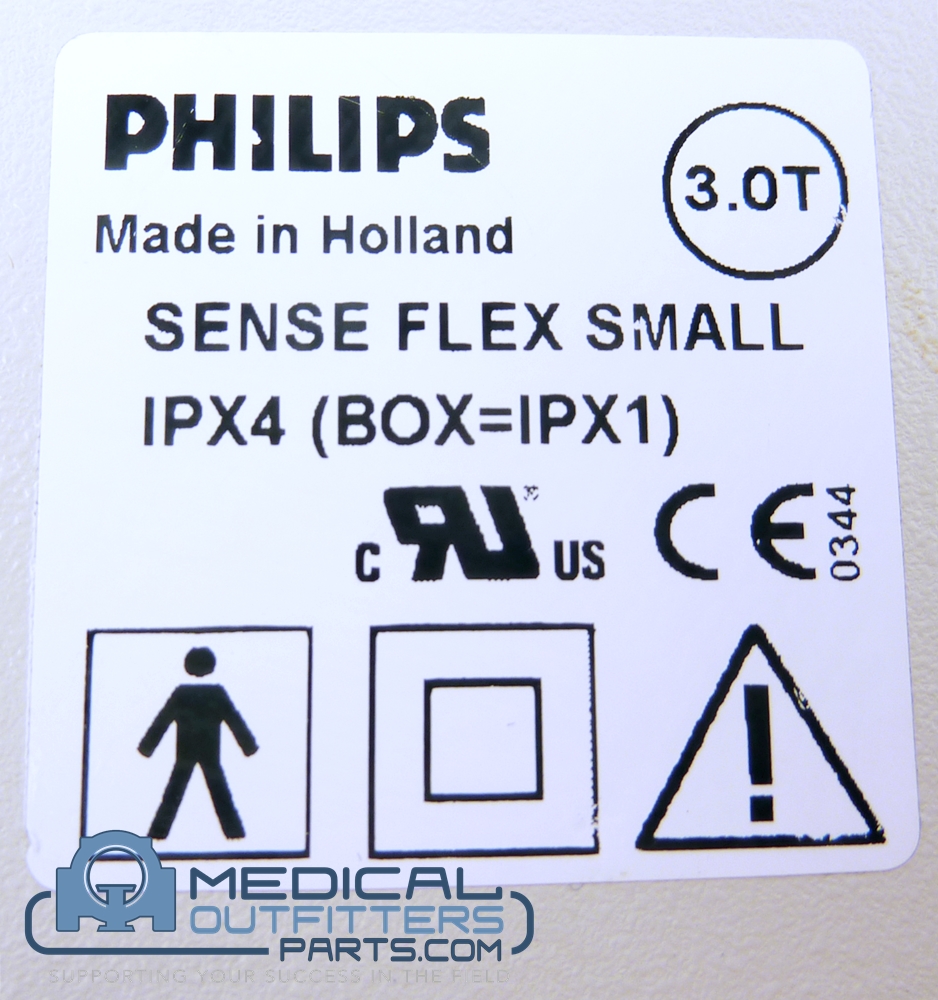 PHILIPS
3.0T
Made in Holland
SENSE FLEX SMALL
IPX4 (BOX=IPX1)
C RU ® US CE 0344
!
MEDICAL
OUTFITTERS
PARTS.COM
SUPPORTING YOUR SUCCESS IN THE FIELD